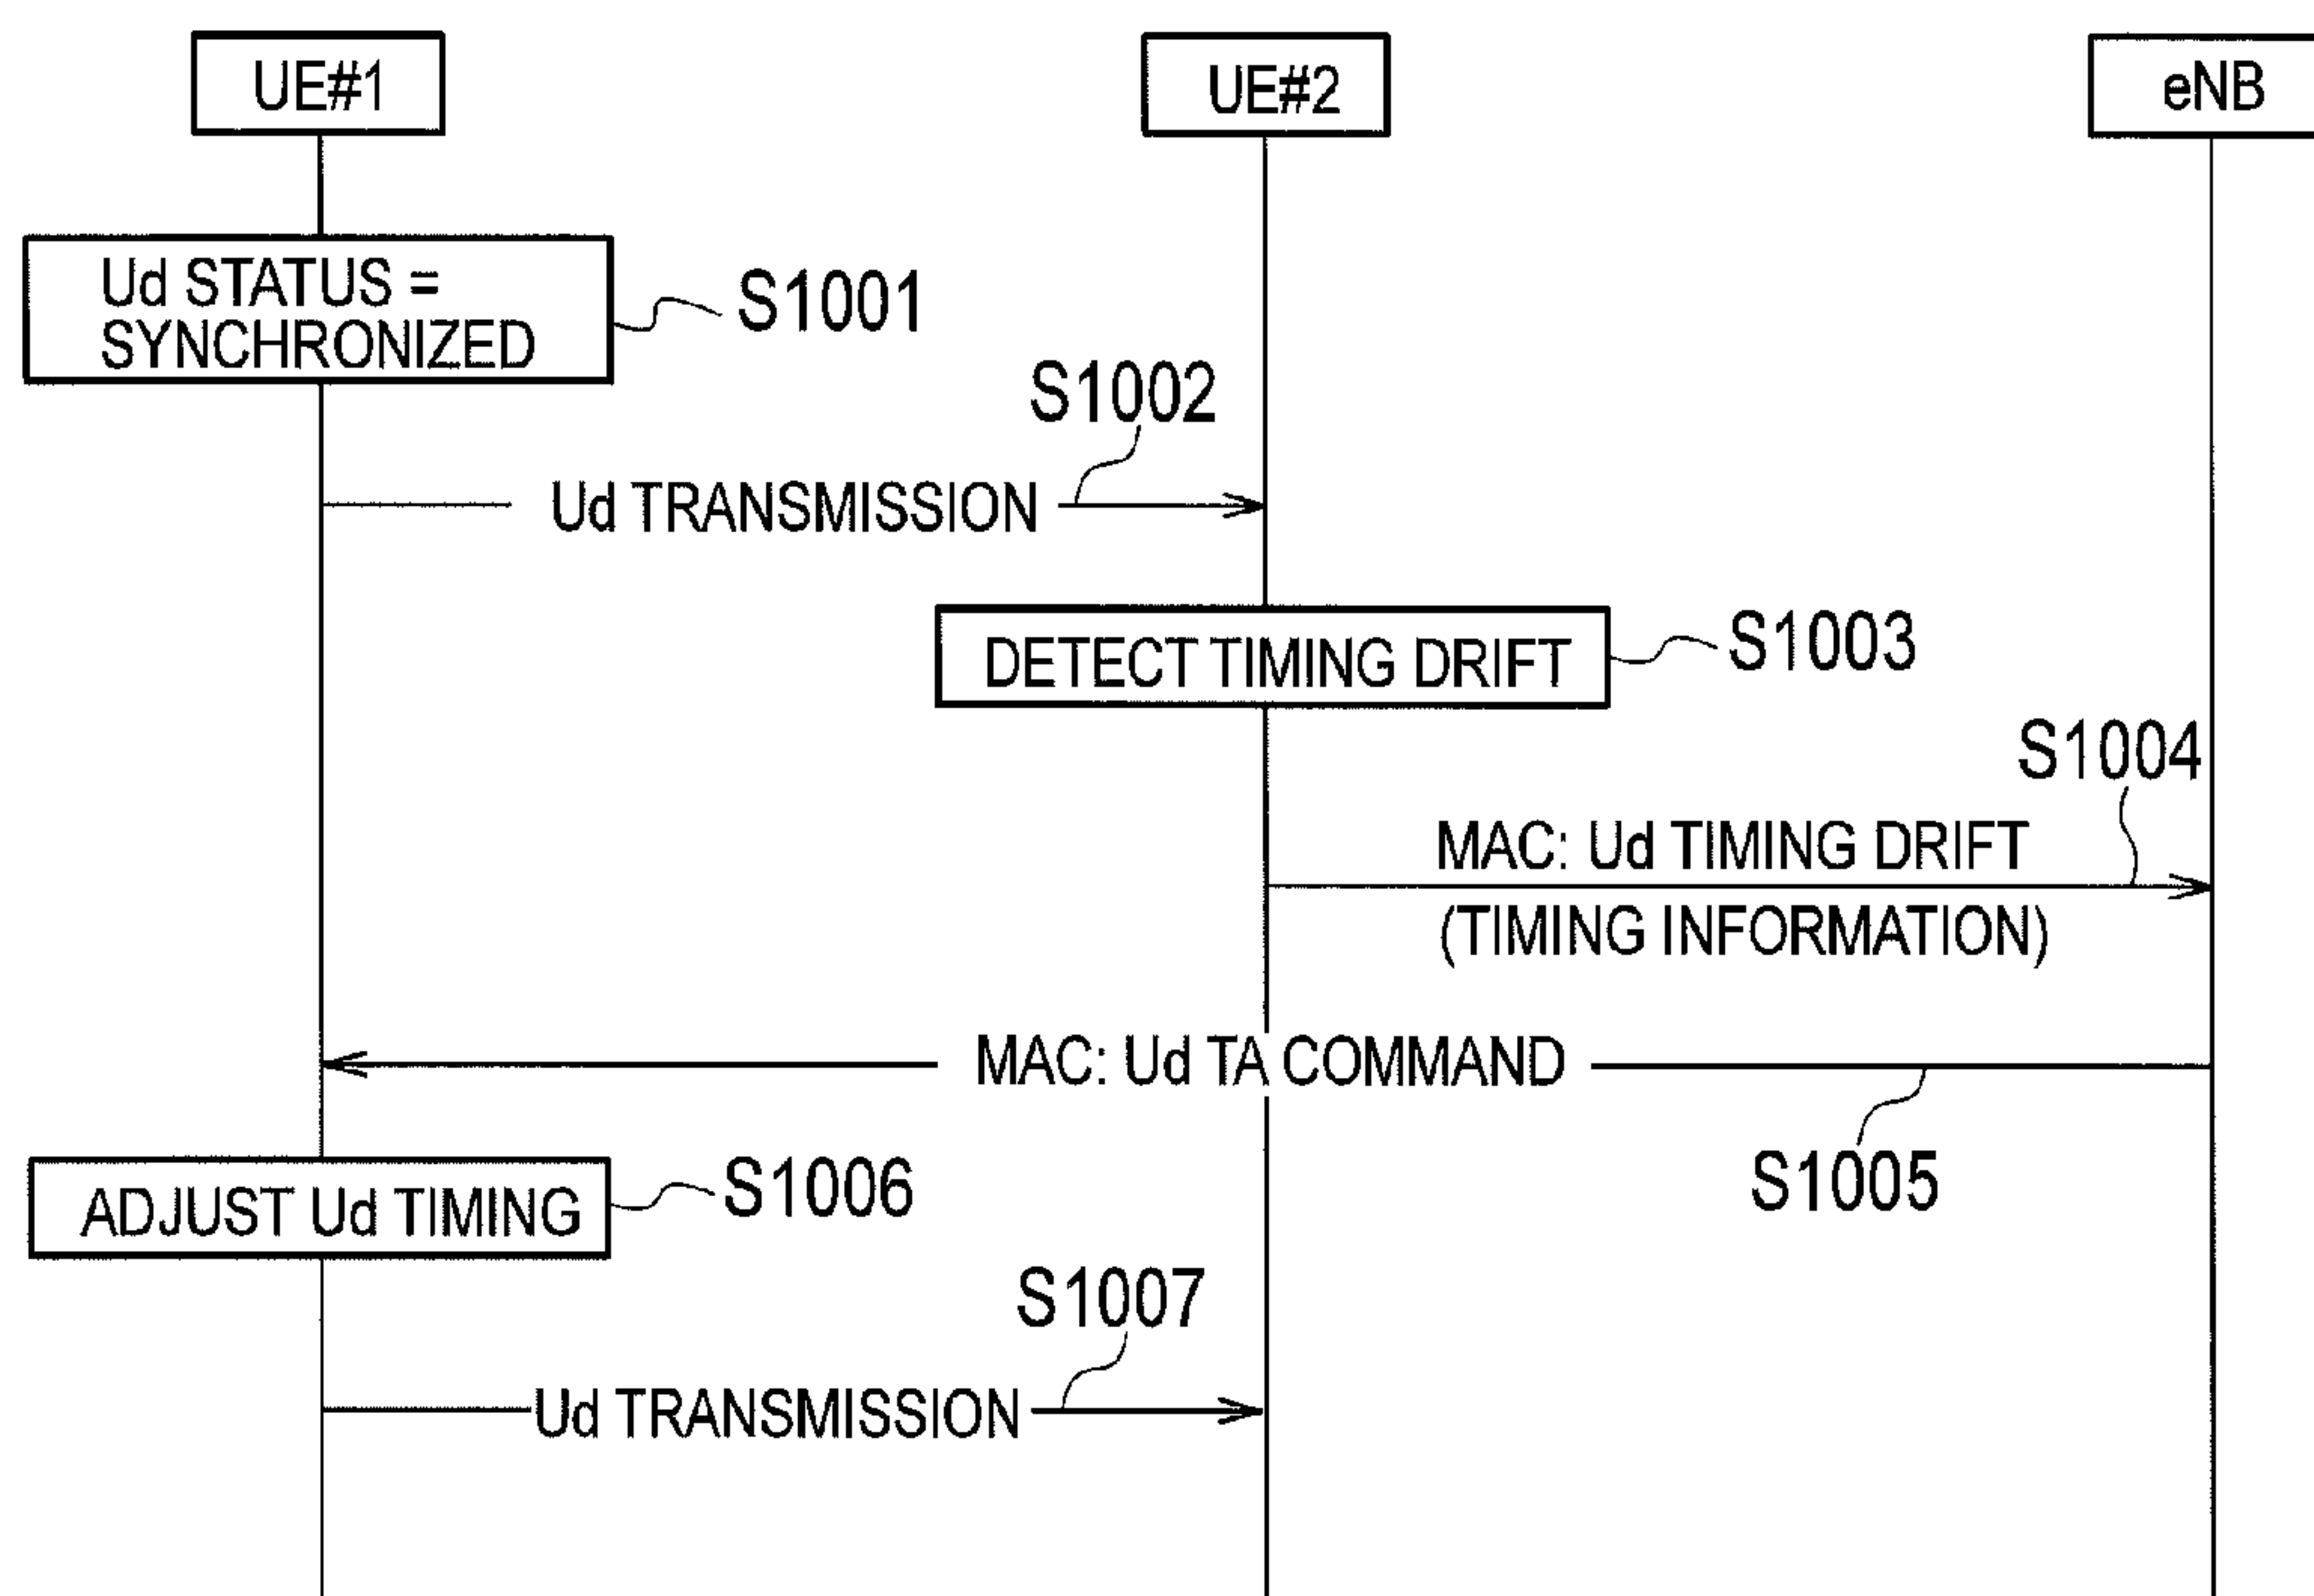 UE#1
UE#2
eNB
Ud STATUS =
SYNCHRONIZED
S1001
S1002
Ud TRANSMISSION
DETECT TIMING DRIFT
S1003
S1004
MAC: Ud TIMING DRIFT
(TIMING INFORMATION)
MAC: Ud TA COMMAND
S1005
ADJUST Ud TIMING
S1006
S1007
Ud TRANSMISSION